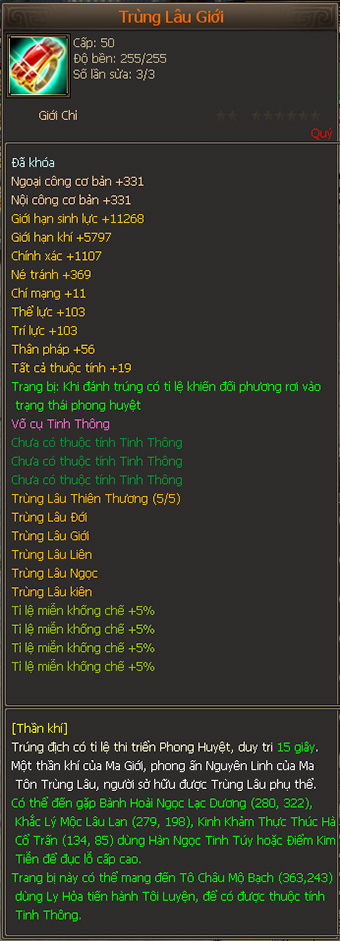 Trùng Lâu Giới
Cấp: 50
Độ bền: 255/255
Số lần sửa: 3/3
Giới Chỉ
Quý
Đã khóa
Ngoại công cơ bản +331
Nội công cơ bản +331
Giới hạn sinh lực +11268
Giới hạn khí +5797
Chính xác +1107
Né tránh +369
Chí mạng +11
Thể lực +103
Trí lực +103
Thân pháp +56
Tất cả thuộc tính +19
Trang bị: Khi đánh trúng có tỉ lệ khiến đối phương rơi vào
trạng thái phong huyệt
Võ cụ Tinh Thông
Chưa có thuộc tính Tinh Thông
Chưa có thuộc tính Tinh Thông
Chưa có thuộc tính Tinh Thông
Trùng Lâu Thiên Thương (5/5)
Trùng Lâu Đới
Trùng Lâu Giới
Trùng Lâu Liên
Trùng Lâu Ngọc
Trùng Lâu kiên
Tỉ lệ miễn khống chế +5%
Tỉ lệ miễn khống chế +5%
Tỉ lệ miễn khống chế +5%
Tỉ lệ miễn khống chế +5%
[Thần khí]
Trúng địch có tỉ lệ thi triển Phong Huyệt, duy trì 15 giây.
Một thần khí của Ma Giới, phong ấn Nguyên Linh của Ma
Tôn Trùng Lâu, người sở hữu được Trùng Lâu phụ thể.
Có thể đến gặp Bành Hoài Ngọc Lạc Dương (280, 322),
Khắc Lý Mộc Lâu Lan (279, 198), Kinh Khảm Thực Thúc Hà
Cổ Trấn (134, 85) dùng Hàn Ngọc Tinh Túy hoặc Điểm Kim
Tiễn để đục lỗ cấp cao.
Trang bị này có thể mang đến Tô Châu Mộ Bạch (363,243)
dùng Ly Hỏa tiến hành Tôi Luyện, để có được thuộc tính
Tinh Thông.